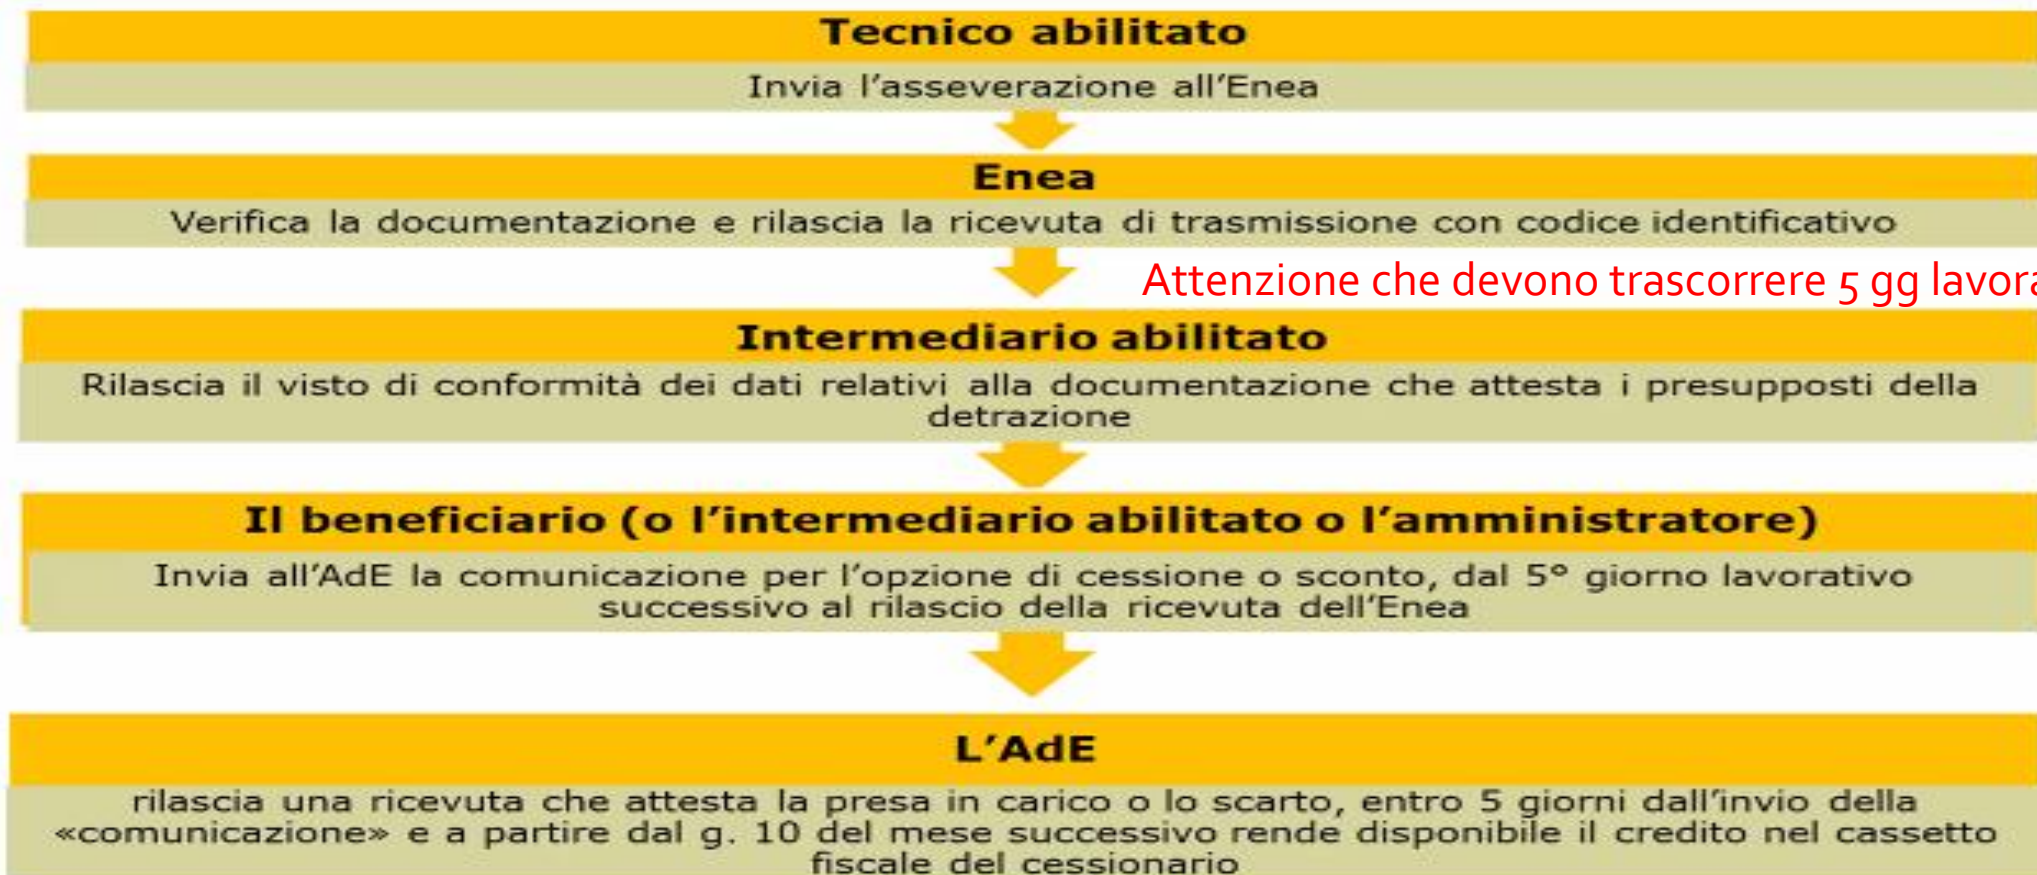 Tecnico abilitato
Invia l’asseverazione all’Enea
Enea
Verifica la documentazione e rilascia la ricevuta di trasmissione con codice identificativo
Attenzione che devono trascorrere 5 gg
Intermediario abilitato
Rilascia il visto di conformità dei dati relativi alla documentazione che attesta i presupposti della
detrazione
Il beneficiario (o l’intermediario abilitato o l’amministratore)
Invia all’AdE la comunicazione per l’opzione di cessione o sconto, dal 5° giorno lavorativo
successivo al rilascio della ricevuta dell’Enea
L’AdE
rilascia una ricevuta che attesta la presa in carico o lo scarto, entro 5 giorni dall’invio della
«comunicazione» e a partire dal g. 10 del mese successivo rende disponibile il credito nel cassetto
fiscale del cessionario